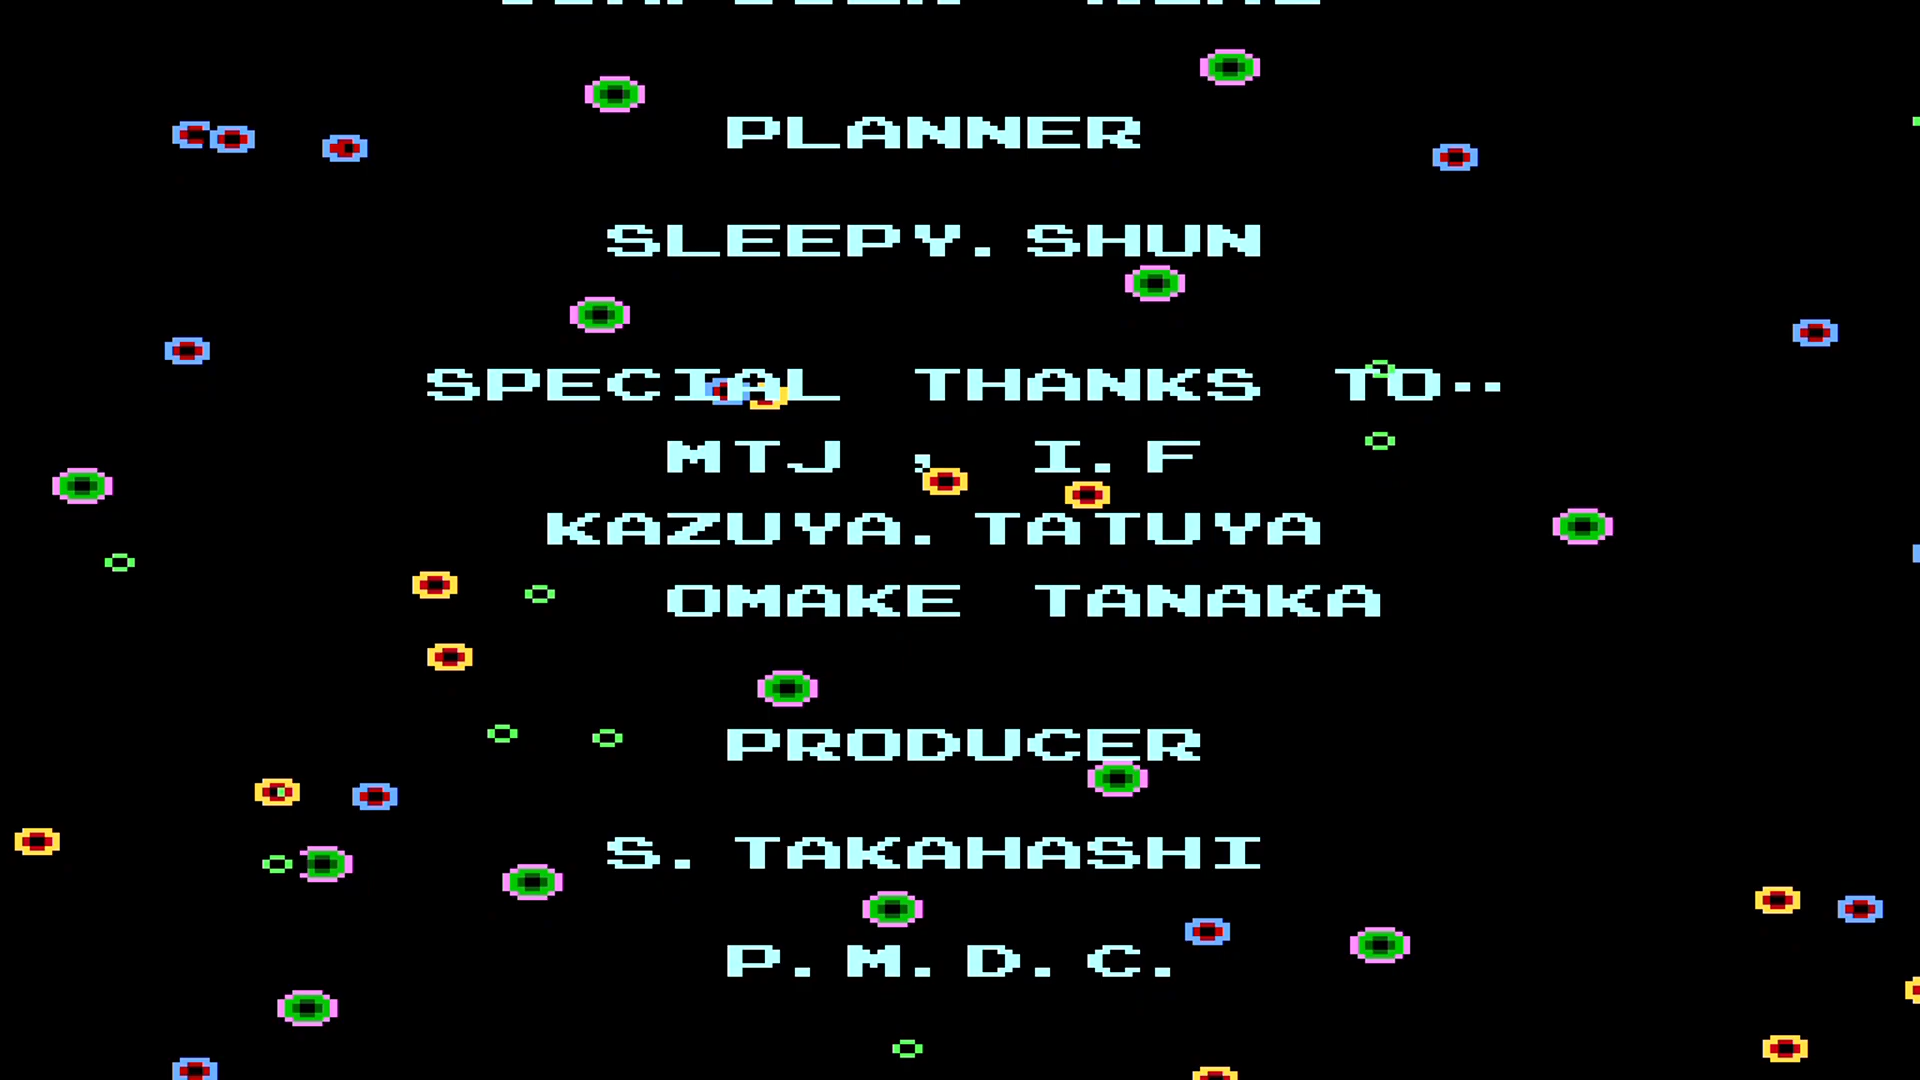 PLANNER
SLEEPY. SHUN
SPECIAL THANKS TO--
MTJ , I.F
KAZUYA. TATUYA
OMAKE TANAKA
PRODUCER
S. TAKAHASHI
P.M.D.C.